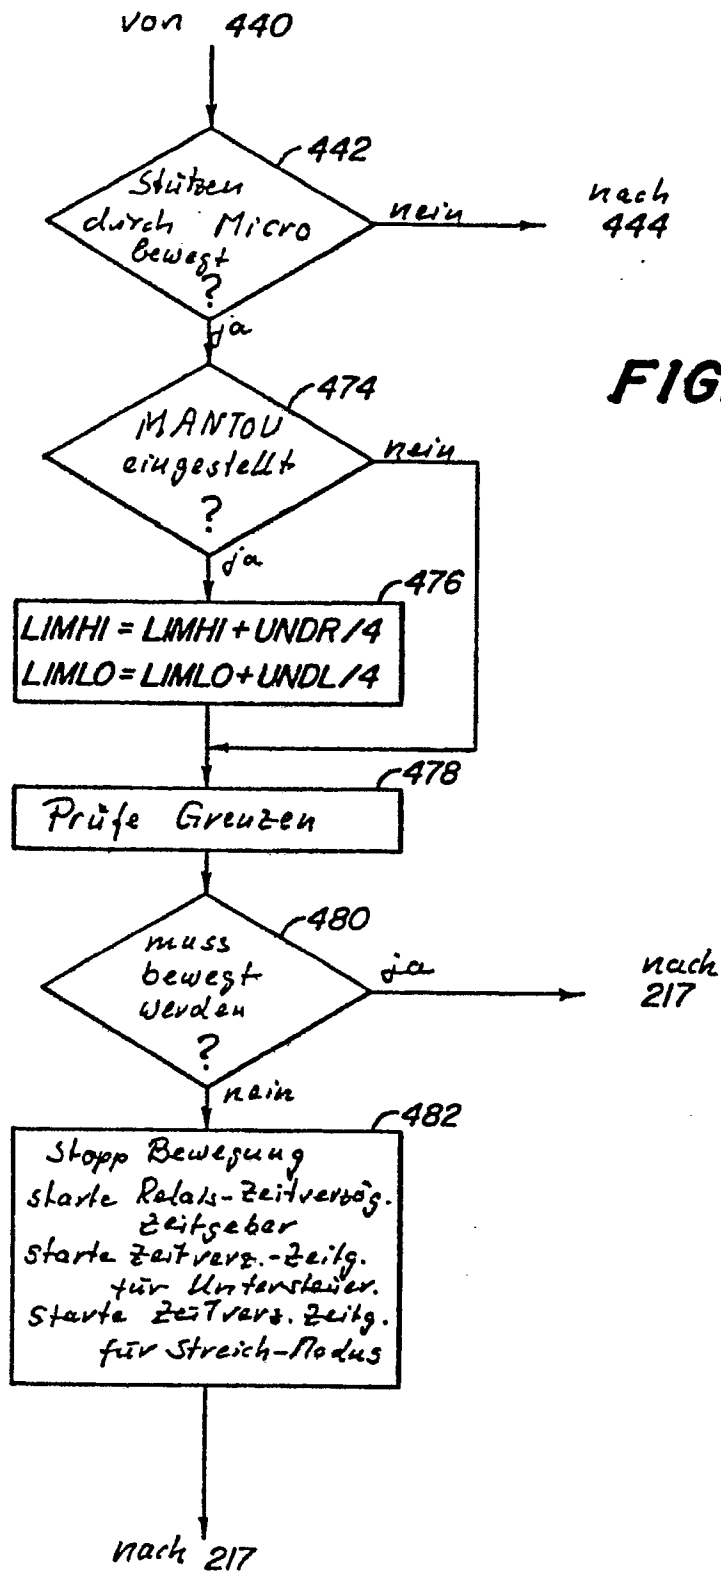 von 440
442
Stützen
durch Micro
bewegt
?
nein
nach
444
ja
FIG.
474
MANTOU
eingestellt
?
nein
ja
476
LIMHI = LIMHI + UNDR/4
LIMLO = LIMLO + UNDL/4
478
Prüfe Grenzen
480
muss
bewegt
werden
?
ja
nach
217
nein
482
Stopp Bewegung
starte Relais-Zeitverzög.
Zeitgeber
starte Zeitverz.-Zeitg.
für Untersteuer.
Starte Zeitverz. Zeitg.
für Streich-Modus
nach 217